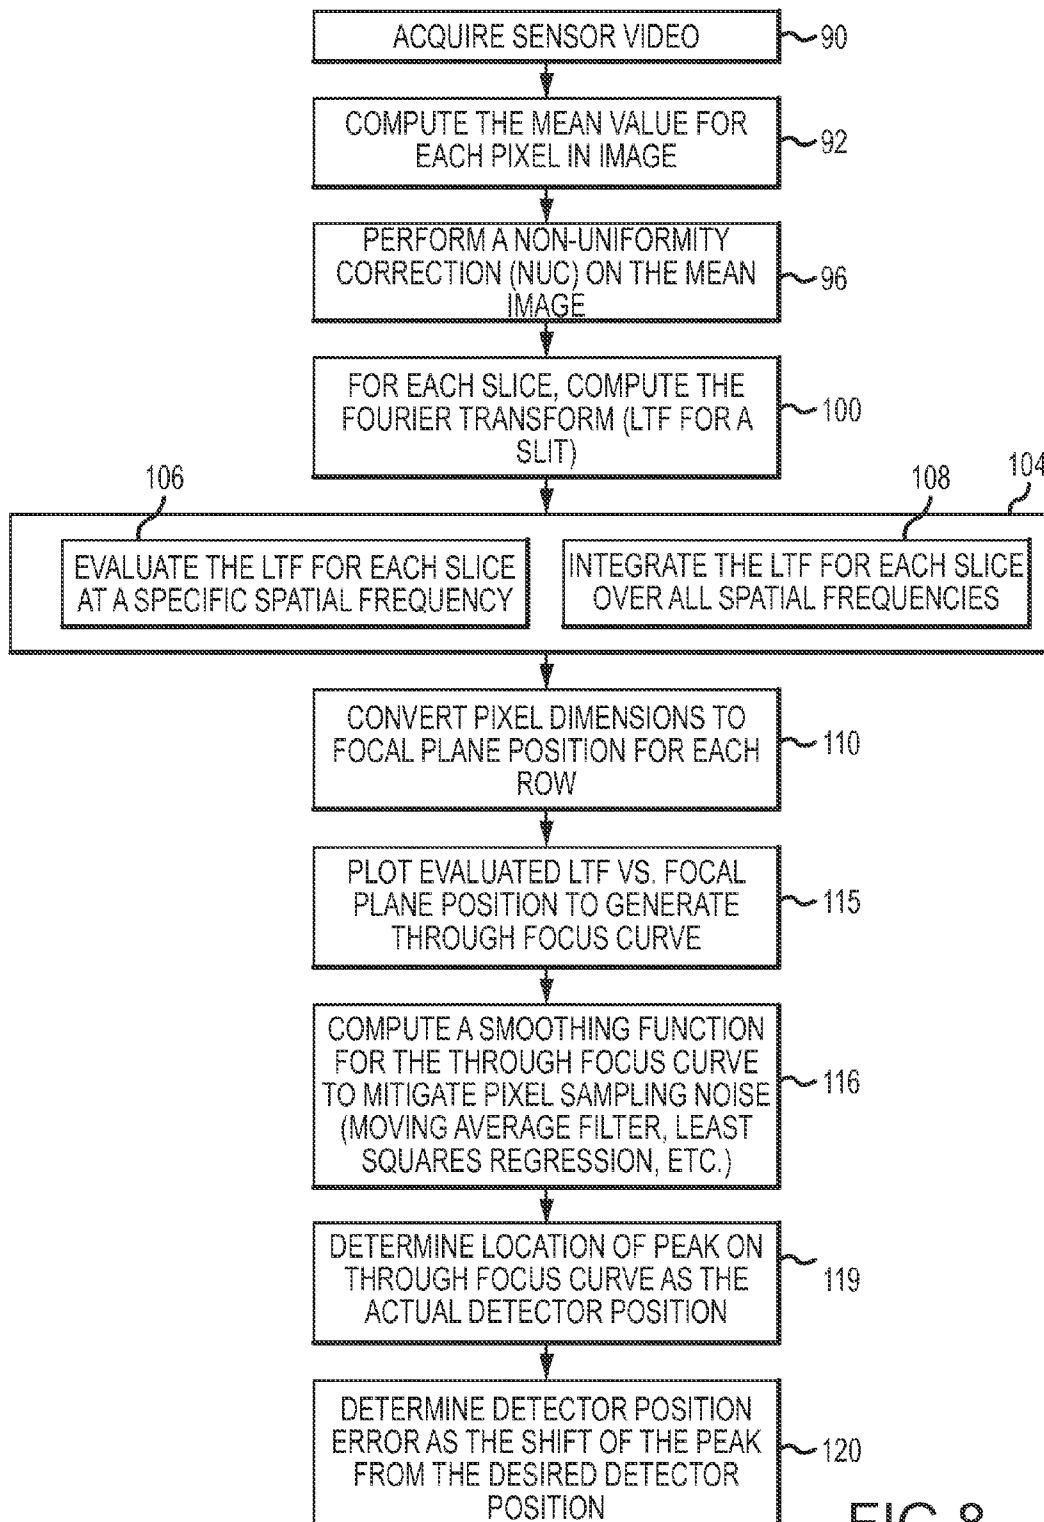 ACQUIRE SENSOR VIDEO
90
COMPUTE THE MEAN VALUE FOR
EACH PIXEL IN IMAGE
92
PERFORM A NON-UNIFORMITY
CORRECTION (NUC) ON THE MEAN
IMAGE
96
FOR EACH SLICE, COMPUTE THE
FOURIER TRANSFORM (LTF FOR A
SLIT)
100
104
106
EVALUATE THE LTF FOR EACH SLICE
AT A SPECIFIC SPATIAL FREQUENCY
108
INTEGRATE THE LTF FOR EACH SLICE
OVER ALL SPATIAL FREQUENCIES
CONVERT PIXEL DIMENSIONS TO
FOCAL PLANE POSITION FOR EACH
ROW
110
PLOT EVALUATED LTF VS. FOCAL
PLANE POSITION TO GENERATE
THROUGH FOCUS CURVE
115
COMPUTE A SMOOTHING FUNCTION
FOR THE THROUGH FOCUS CURVE
TO MITIGATE PIXEL SAMPLING NOISE
(MOVING AVERAGE FILTER, LEAST
SQUARES REGRESSION, ETC.)
116
DETERMINE LOCATION OF PEAK ON
THROUGH FOCUS CURVE AS THE
ACTUAL DETECTOR POSITION
119
DETERMINE DETECTOR POSITION
ERROR AS THE SHIFT OF THE PEAK
FROM THE DESIRED DETECTOR
POSITION
120
FIG. 8